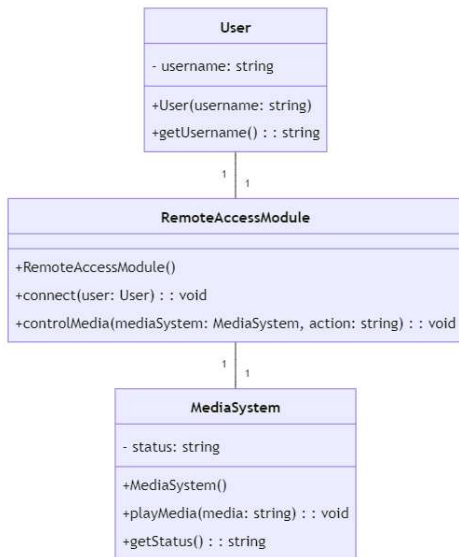 User
- username: string
+User(username: string)
+getUsername() : : string
1
1
RemoteAccessModule
+RemoteAccessModule()
+connect(user: User) : : void
+controlMedia(mediaSystem: MediaSystem, action: string) : : void
1
1
MediaSystem
- status: string
+MediaSystem()
+playMedia(media: string) : : void
+getStatus() : : string